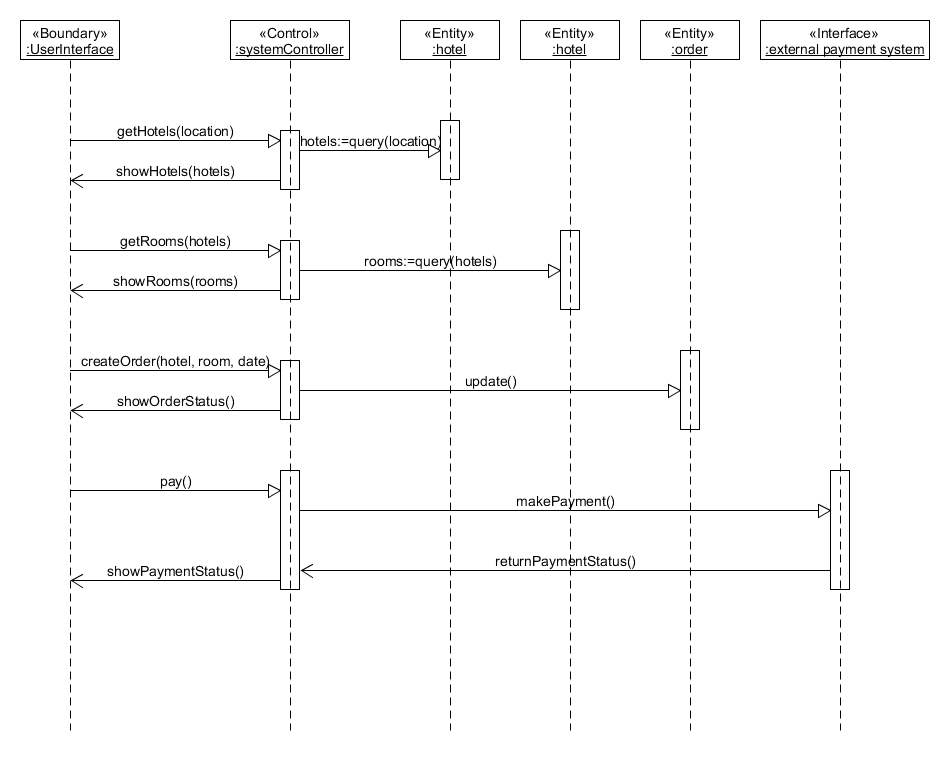 «Boundary»
:UserInterface
«Control»
:systemController
«Entity»
:hotel
«Entity»
:hotel
«Entity»
:order
«Interface»
:external payment system
getHotels(location)
hotels:=query(location)
showHotels(hotels)
getRooms(hotels)
rooms:=query(hotels)
showRooms(rooms)
createOrder(hotel, room, date)
update()
showOrderStatus()
pay()
makePayment()
returnPaymentStatus()
showPaymentStatus()